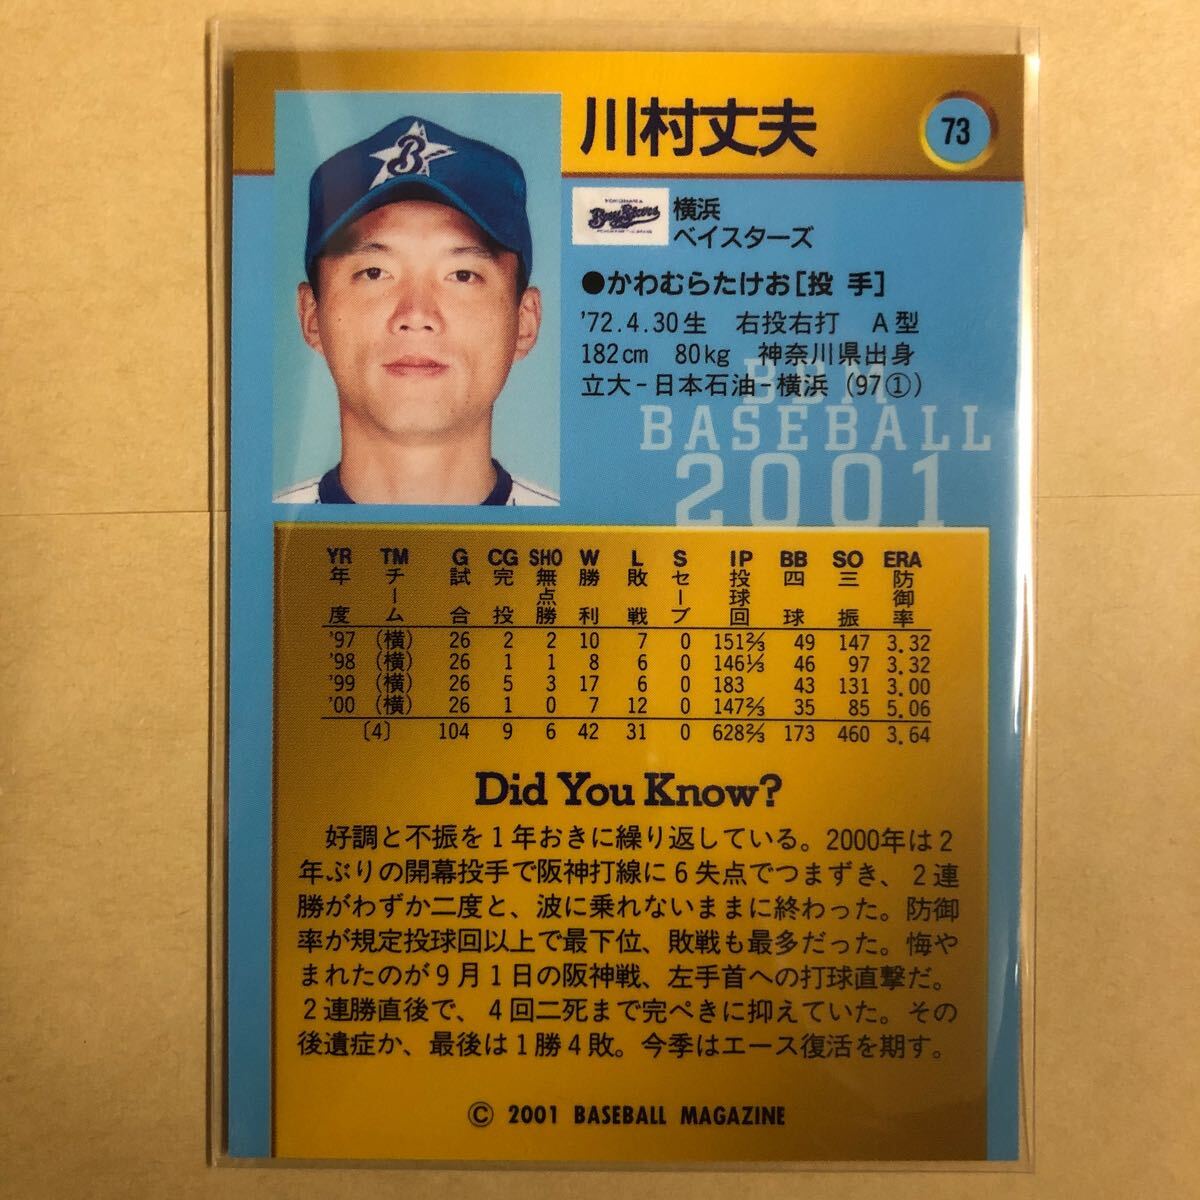 川村丈夫
73
B
YOKOHAMA
BayStars
横浜
ベイスターズ
●かわむらたけお[投 手]
'72.4.30生 右投右打 A型
182cm 80kg 神奈川県出身
立大-日本石油-横浜(97①)
BBM
BASEBALL
2001
YR TM G CG SHO W L S IP BB SO ERA
年度 チーム 試合 完投 無点勝 勝利 敗戦 セーブ 投球回 四球 三振 防御率
'97 (横) 26 2 2 10 7 0 151⅔ 49 147 3.32
'98 (横) 26 1 1 8 6 0 146⅓ 46 97 3.32
'99 (横) 26 5 3 17 6 0 183 43 131 3.00
'00 (横) 26 1 0 7 12 0 147⅔ 35 85 5.06
〔4〕 104 9 6 42 31 0 628⅔ 173 460 3.64
Did You Know?
好調と不振を1年おきに繰り返している。2000年は2
年ぶりの開幕投手で阪神打線に6失点でつまずき、2連
勝がわずか二度と、波に乗れないままに終わった。防御
率が規定投球回以上で最下位、敗戦も最多だった。悔や
まれたのが9月1日の阪神戦、左手首への打球直撃だ。
2連勝直後で、4回二死まで完ぺきに抑えていた。その
後遺症か、最後は1勝4敗。今季はエース復活を期す。
© 2001 BASEBALL MAGAZINE